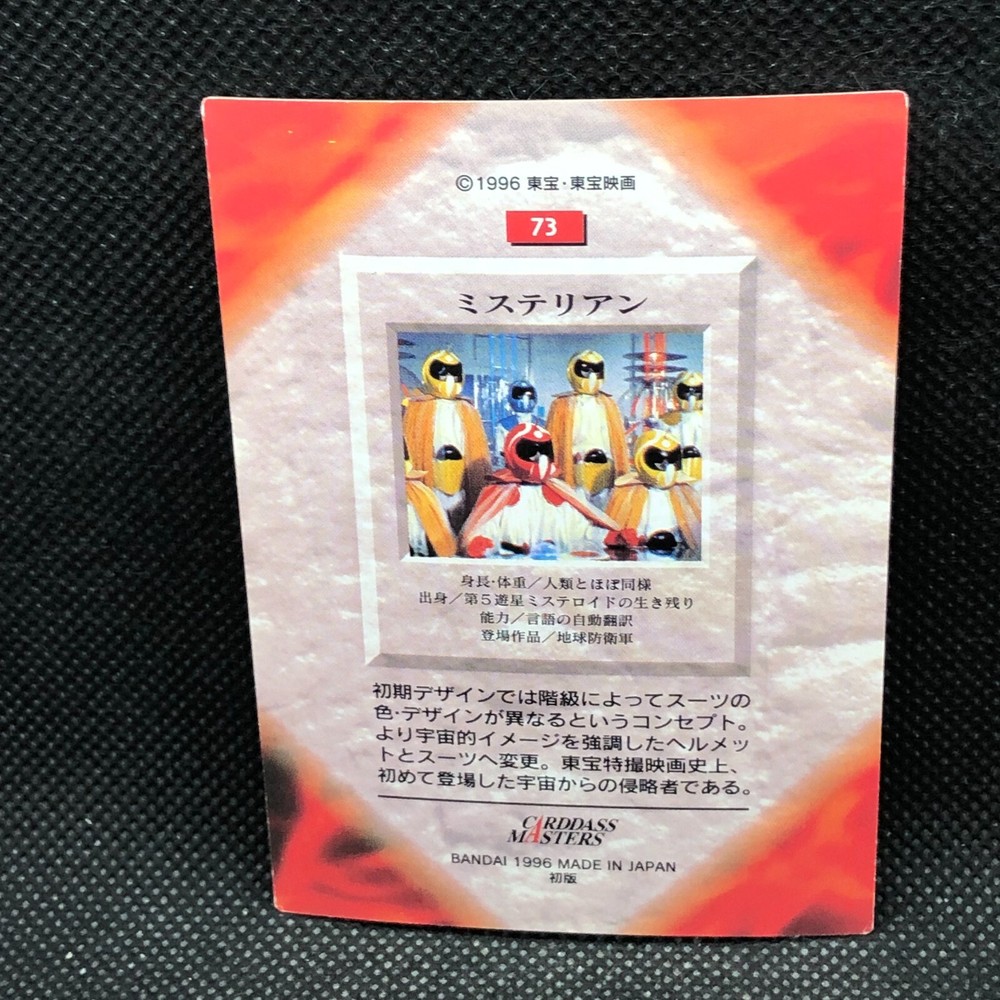 ©1996 東宝・東宝映画
73
ミステリアン
身長・体重／人類とほぼ同様
出身／第5遊星ミステロイドの生き残り
能力／言語の自動翻訳
登場作品／地球防衛軍
初期デザインでは階級によってスーツの
色・デザインが異なるというコンセプト。
より宇宙的イメージを強調したヘルメッ
トとスーツへ変更。東宝特撮映画史上、
初めて登場した宇宙からの侵略者である。
CARDDASS
MASTERS
BANDAI 1996 MADE IN JAPAN
初版